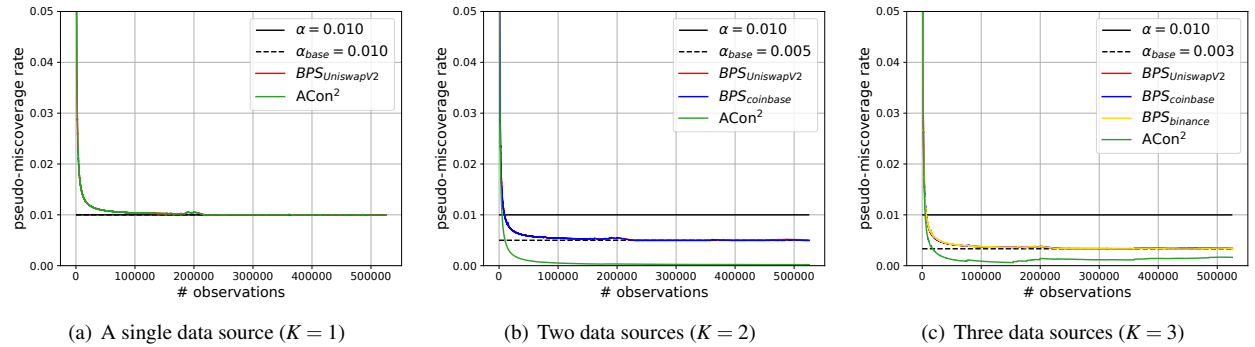 0.05
0.04
0.03
0.02
0.01
0.00
pseudo-miscoverage rate
0 100000 200000 300000 400000 500000
# observations
α = 0.010
α_base = 0.010
BPS_UniswapV2
ACon²
(a) A single data source (K = 1)
0.05
0.04
0.03
0.02
0.01
0.00
pseudo-miscoverage rate
0 100000 200000 300000 400000 500000
# observations
α = 0.010
α_base = 0.005
BPS_UniswapV2
BPS_coinbase
ACon²
(b) Two data sources (K = 2)
0.05
0.04
0.03
0.02
0.01
0.00
pseudo-miscoverage rate
0 100000 200000 300000 400000 500000
# observations
α = 0.010
α_base = 0.003
BPS_UniswapV2
BPS_coinbase
BPS_binance
ACon²
(c) Three data sources (K = 3)